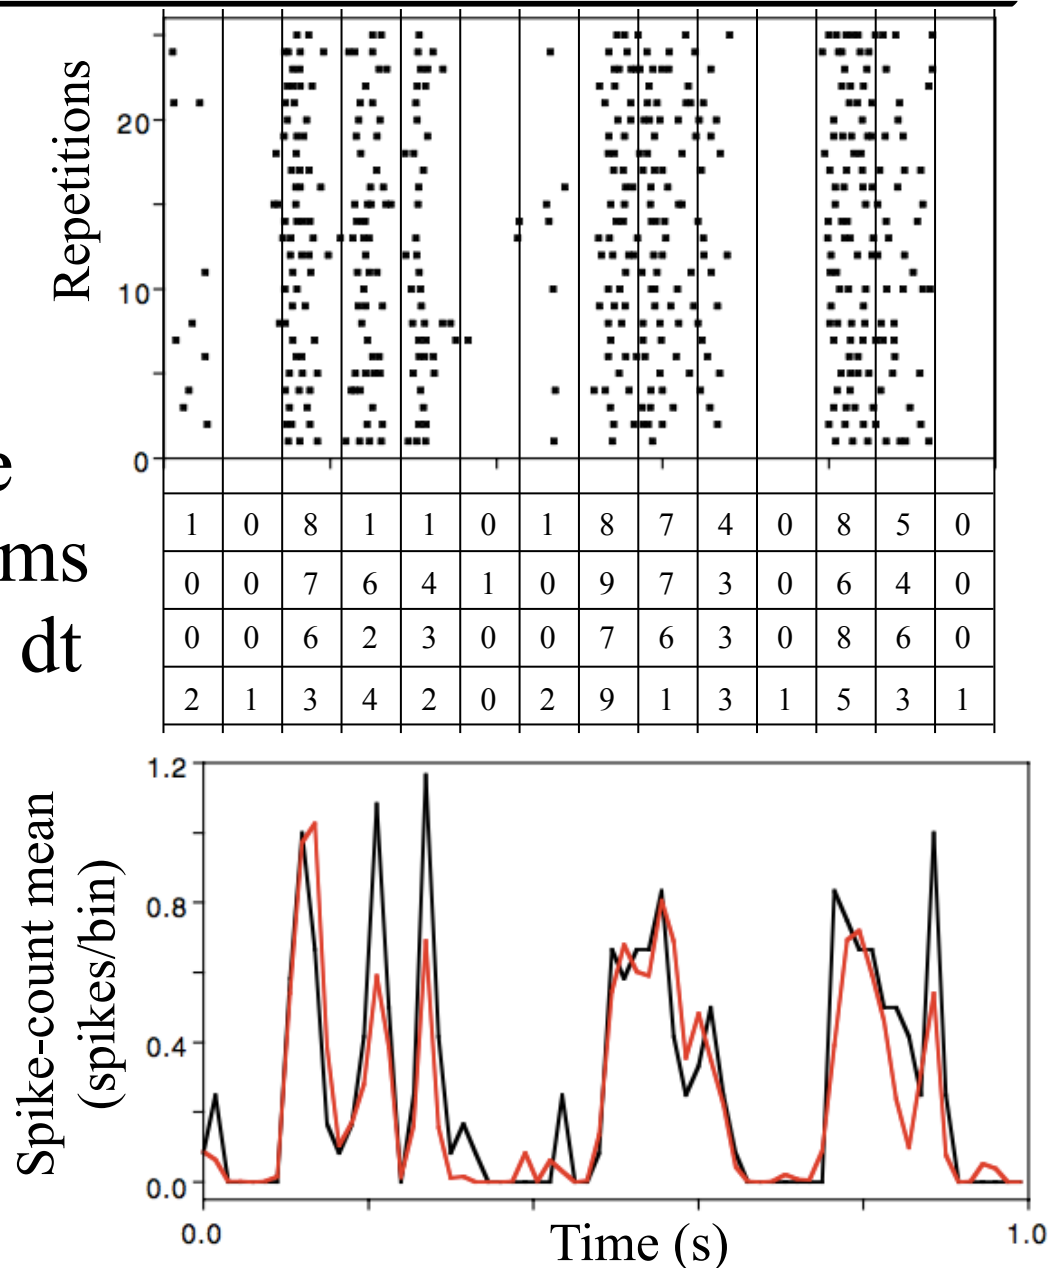 Repetitions
20
10
0
e
ms
dt
1 0 8 1 1 0 1 8 7 4 0 8 5 0
0 0 7 6 4 1 0 9 7 3 0 6 4 0
0 0 6 2 3 0 0 7 6 3 0 8 6 0
2 1 3 4 2 0 2 9 1 3 1 5 3 1
Spike-count mean
(spikes/bin)
1.2
0.8
0.4
0.0
0.0
Time (s)
1.0